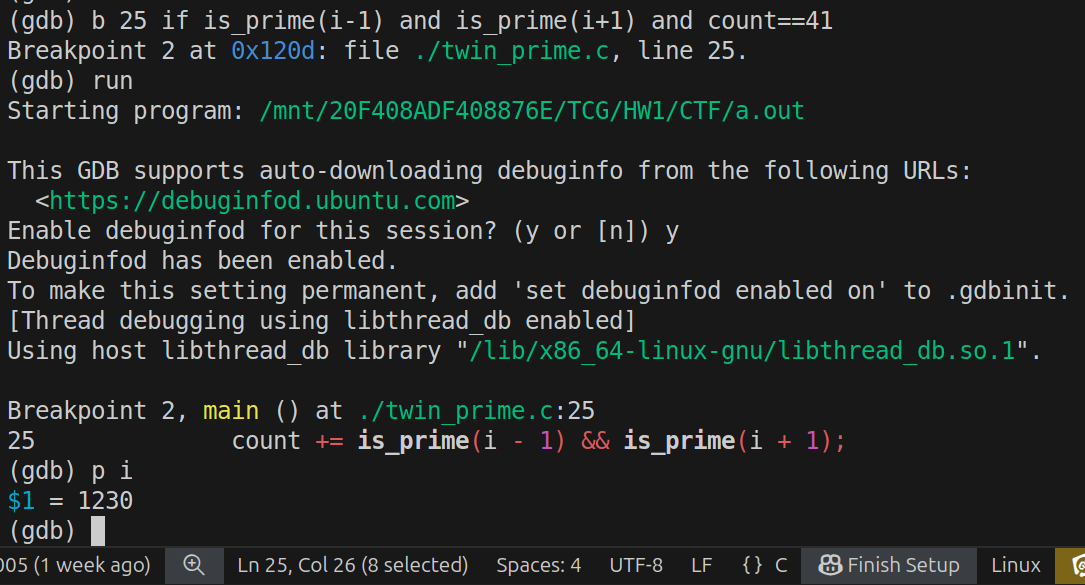 (gdb) b 25 if is_prime(i-1) and is_prime(i+1) and count==41
Breakpoint 2 at 0x120d: file ./twin_prime.c, line 25.
(gdb) run
Starting program: /mnt/20F408ADF408876E/TCG/HW1/CTF/a.out
This GDB supports auto-downloading debuginfo from the following URLs:
<https://debuginfod.ubuntu.com>
Enable debuginfod for this session? (y or [n]) y
Debuginfod has been enabled.
To make this setting permanent, add 'set debuginfod enabled on' to .gdbinit.
[Thread debugging using libthread_db enabled]
Using host libthread_db library "/lib/x86_64-linux-gnu/libthread_db.so.1".
Breakpoint 2, main () at ./twin_prime.c:25
25 count += is_prime(i - 1) && is_prime(i + 1);
(gdb) p i
$1 = 1230
(gdb)
005 (1 week ago) Ln 25, Col 26 (8 selected) Spaces: 4 UTF-8 LF {} C Finish Setup Linux